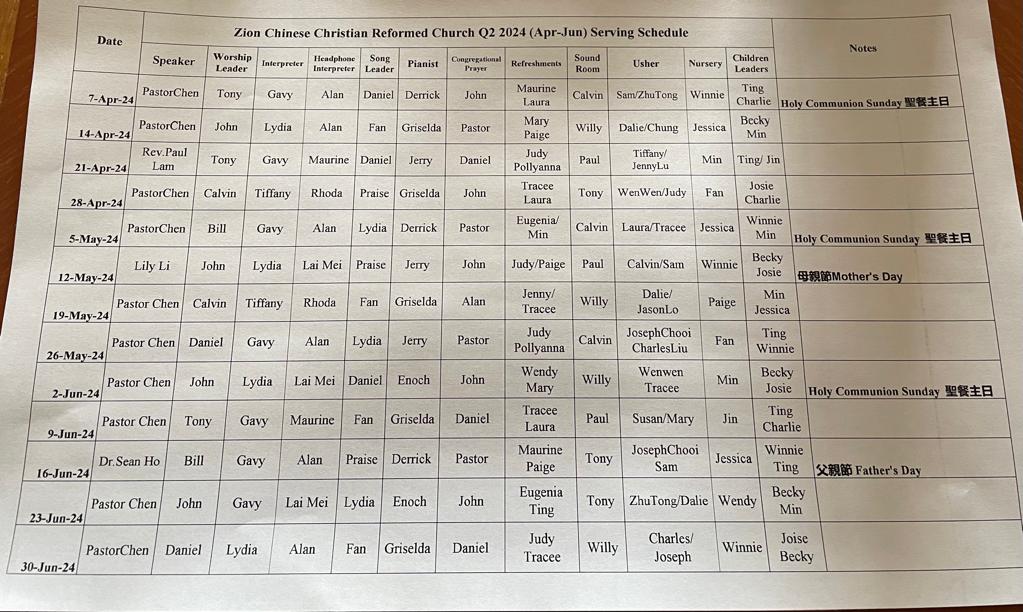 Zion Chinese Christian Reformed Church Q2 2024 (Apr-Jun) Serving Schedule
Date Speaker Worship Leader Interpreter Headphone Interpreter Song Leader Pianist Congregational Prayer Refreshments Sound Room Usher Nursery Children Leaders Notes
7-Apr-24 PastorChen Tony Gavy Alan Daniel Derrick John Maurine Laura Calvin Sam/ZhuTong Winnie Ting Charlie Holy Communion Sunday 聖餐主日
14-Apr-24 PastorChen John Lydia Alan Fan Griselda Pastor Mary Paige Willy Dalie/Chung Jessica Becky Min
21-Apr-24 Rev.Paul Lam Tony Gavy Maurine Daniel Jerry Daniel Judy Pollyanna Paul Tiffany/ JennyLu Min Ting/ Jin
28-Apr-24 PastorChen Calvin Tiffany Rhoda Praise Griselda John Tracee Laura Tony WenWen/Judy Fan Josie Charlie
5-May-24 PastorChen Bill Gavy Alan Lydia Derrick Pastor Eugenia/ Min Calvin Laura/Tracee Jessica Winnie Min Holy Communion Sunday 聖餐主日
12-May-24 Lily Li John Lydia Lai Mei Praise Jerry John Judy/Paige Paul Calvin/Sam Winnie Becky Josie 母親節Mother's Day
19-May-24 Pastor Chen Calvin Tiffany Rhoda Fan Griselda Alan Jenny/ Tracee Willy Dalie/ JasonLo Paige Min Jessica
26-May-24 Pastor Chen Daniel Gavy Alan Lydia Jerry Pastor Judy Pollyanna Calvin JosephChooi CharlesLiu Fan Ting Winnie
2-Jun-24 Pastor Chen John Lydia Lai Mei Daniel Enoch John Wendy Mary Willy Wenwen Tracee Min Becky Josie Holy Communion Sunday 聖餐主日
9-Jun-24 Pastor Chen Tony Gavy Maurine Fan Griselda Daniel Tracee Laura Paul Susan/Mary Jin Ting Charlie
16-Jun-24 Dr.Sean Ho Bill Gavy Alan Praise Derrick Pastor Maurine Paige Tony JosephChooi Sam Jessica Winnie Ting 父親節 Father's Day
23-Jun-24 Pastor Chen John Gavy Lai Mei Lydia Enoch John Eugenia Ting Tony ZhuTong/Dalie Wendy Becky Min
30-Jun-24 PastorChen Daniel Lydia Alan Fan Griselda Daniel Judy Tracee Willy Charles/ Joseph Winnie Joise Becky